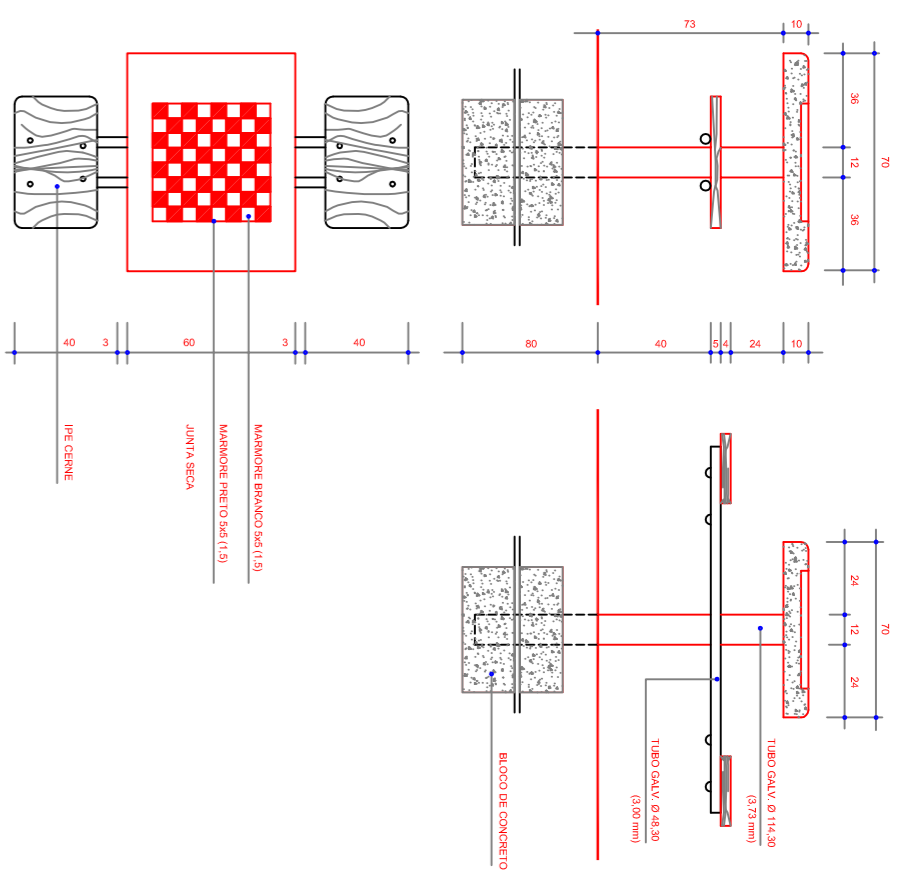 73
10
36
12
36
70
40
3
60
3
40
80
40
5
4
24
10
IPE CERNE
JUNTA SECA
MARMORE PRETO 5x5 (1,5)
MARMORE BRANCO 5x5 (1,5)
24
12
24
70
BLOCO DE CONCRETO
TUBO GALV. Ø 48,30
(3,00 mm)
TUBO GALV. Ø 114,30
(3,73 mm)